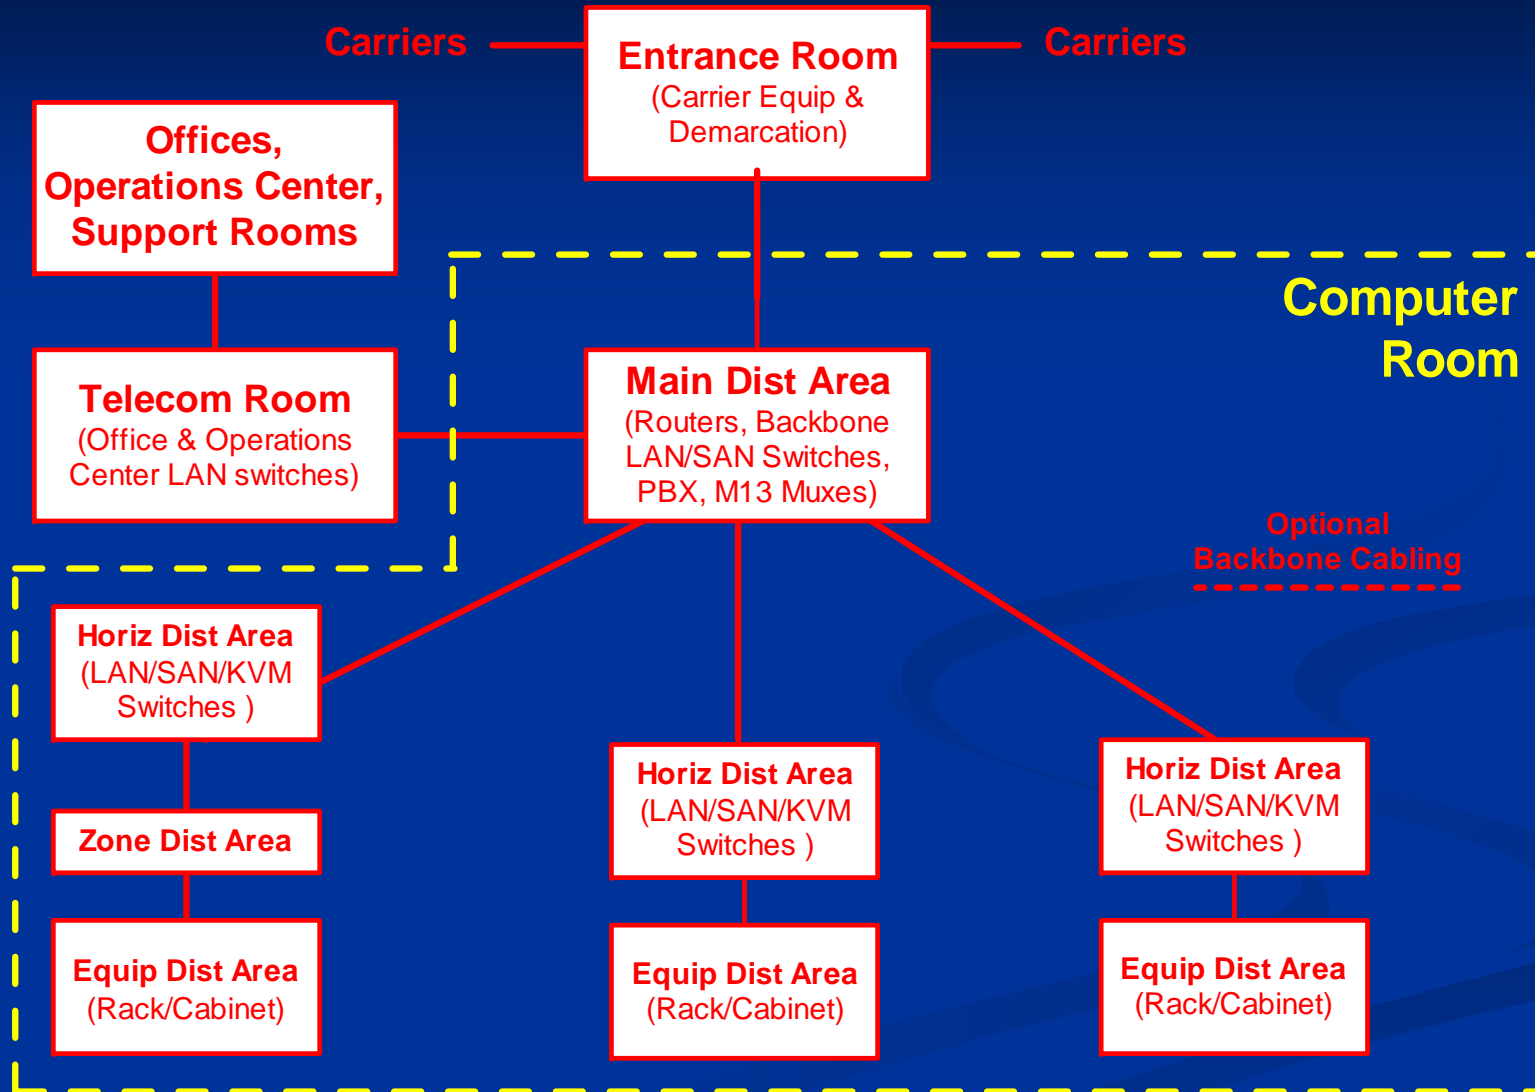 Carriers
Entrance Room
(Carrier Equip &
Demarcation)
Carriers
Offices,
Operations Center,
Support Rooms
Computer
Room
Telecom Room
(Office & Operations
Center LAN switches)
Main Dist Area
(Routers, Backbone
LAN/SAN Switches,
PBX, M13 Muxes)
Optional
Backbone Cabling
Horiz Dist Area
(LAN/SAN/KVM
Switches )
Horiz Dist Area
(LAN/SAN/KVM
Switches )
Horiz Dist Area
(LAN/SAN/KVM
Switches )
Zone Dist Area
Equip Dist Area
(Rack/Cabinet)
Equip Dist Area
(Rack/Cabinet)
Equip Dist Area
(Rack/Cabinet)